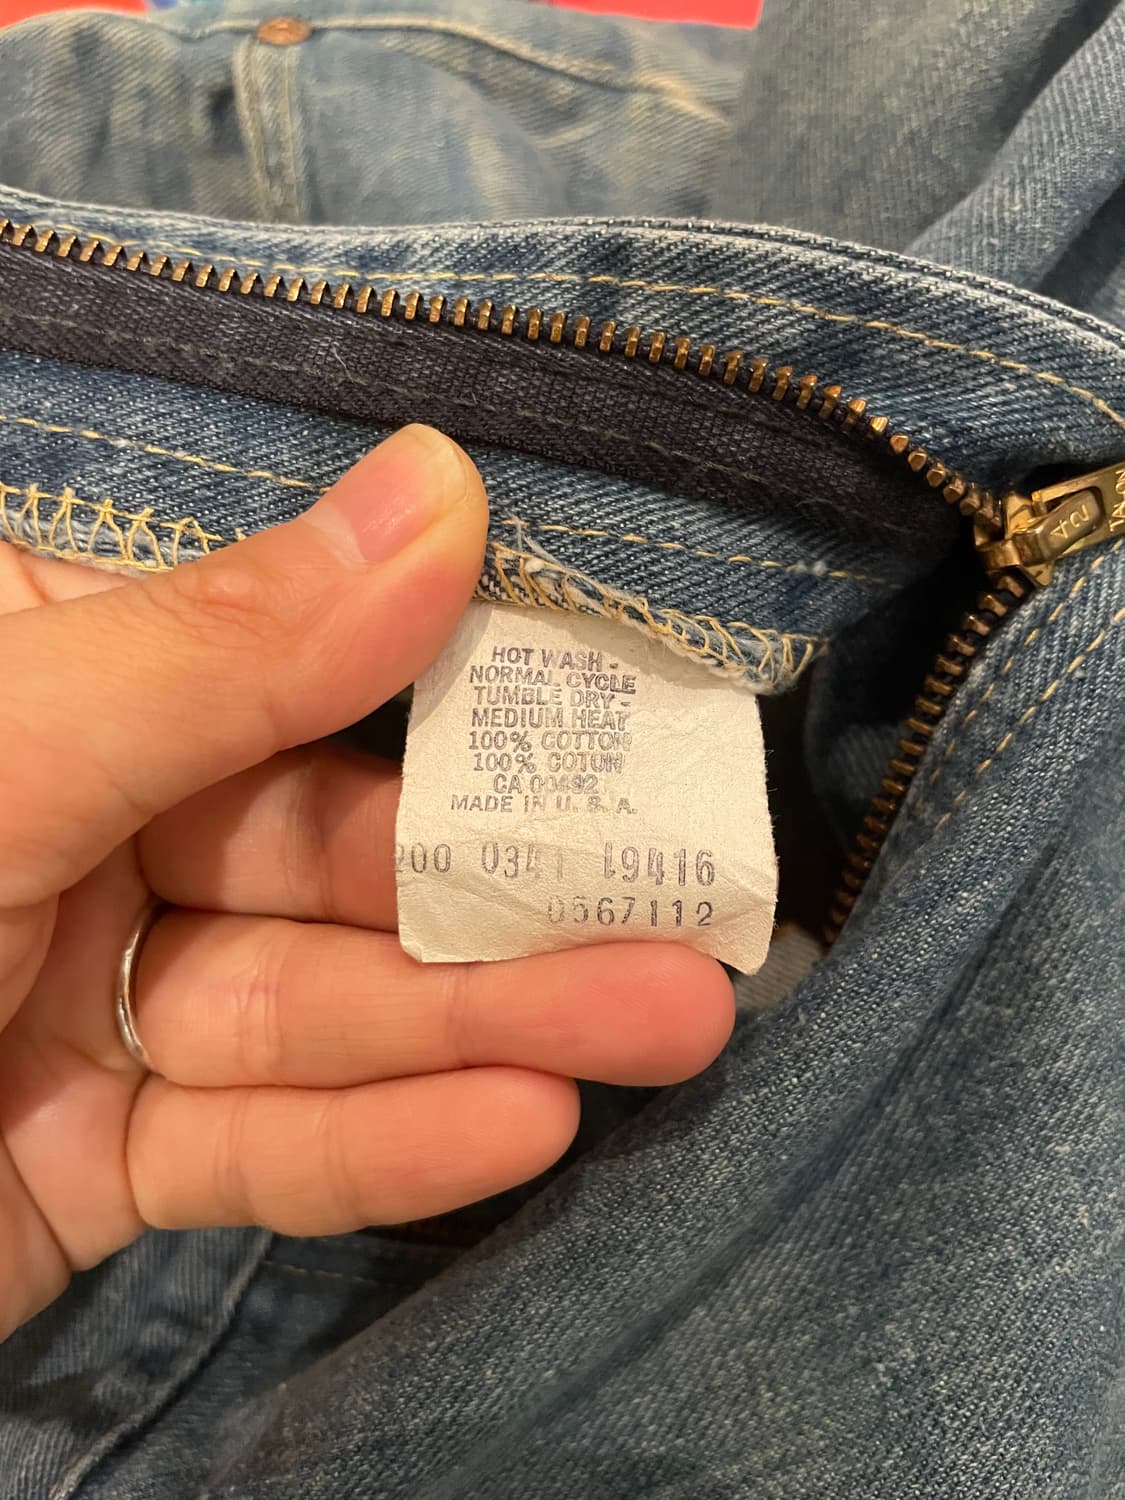 HOT WASH -
NORMAL CYCLE
TUMBLE DRY -
MEDIUM HEAT
100% COTTON
100% COTON
CA 00492
MADE IN U. S. A.
200 0341 19416
0567112
42